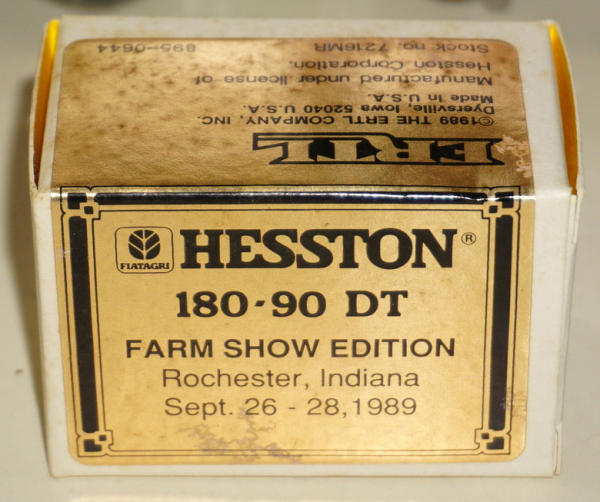 ERTL
©1989 THE ERTL COMPANY, INC.
Dyersville, Iowa 52040 U.S.A.
Made in U.S.A.
Manufactured under license of
Hesston Corporation.
Stock no. 7216MR 895-0644
FIATAGRI
HESSTON®
180-90 DT
FARM SHOW EDITION
Rochester, Indiana
Sept. 26 - 28,1989